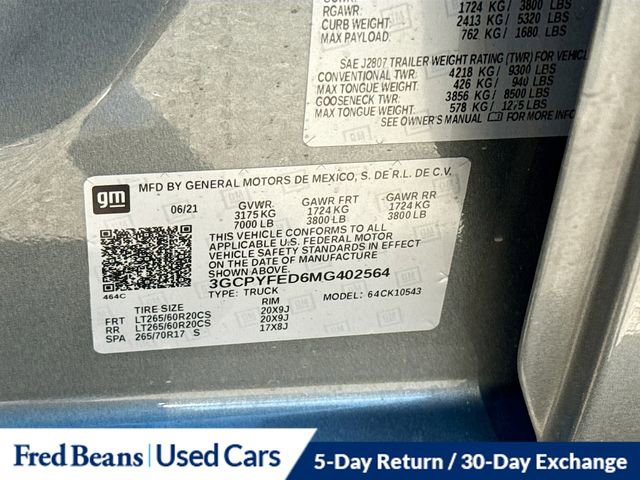 RGAWR: 1724 KG / 3800 LBS
CURB WEIGHT: 2413 KG / 5320 LBS
MAX PAYLOAD: 762 KG / 1680 LBS
SAE J2807 TRAILER WEIGHT RATING (TWR) FOR VEHICL
CONVENTIONAL TWR: 4218 KG / 9300 LBS
MAX TONGUE WEIGHT: 426 KG / 940 LBS
GOOSENECK TWR: 3856 KG / 8500 LBS
MAX TONGUE WEIGHT: 578 KG / 1275 LBS
SEE OWNER'S MANUAL FOR MORE INFORMATION
gm
MFD BY GENERAL MOTORS DE MEXICO, S. DE R.L. DE C.V.
06/21 GVWR GAWR FRT GAWR RR
3175 KG 1724 KG 1724 KG
7000 LB 3800 LB 3800 LB
THIS VEHICLE CONFORMS TO ALL
APPLICABLE U.S. FEDERAL MOTOR
VEHICLE SAFETY STANDARDS IN EFFECT
ON THE DATE OF MANUFACTURE
SHOWN ABOVE.
3GCPYFED6MG402564
464C
TYPE: TRUCK MODEL: 64CK10543
TIRE SIZE RIM
FRT LT265/60R20CS 20X9J
RR LT265/60R20CS 20X9J
SPA 265/70R17 S 17X8J
Fred Beans | Used Cars
5-Day Return / 30-Day Exchange